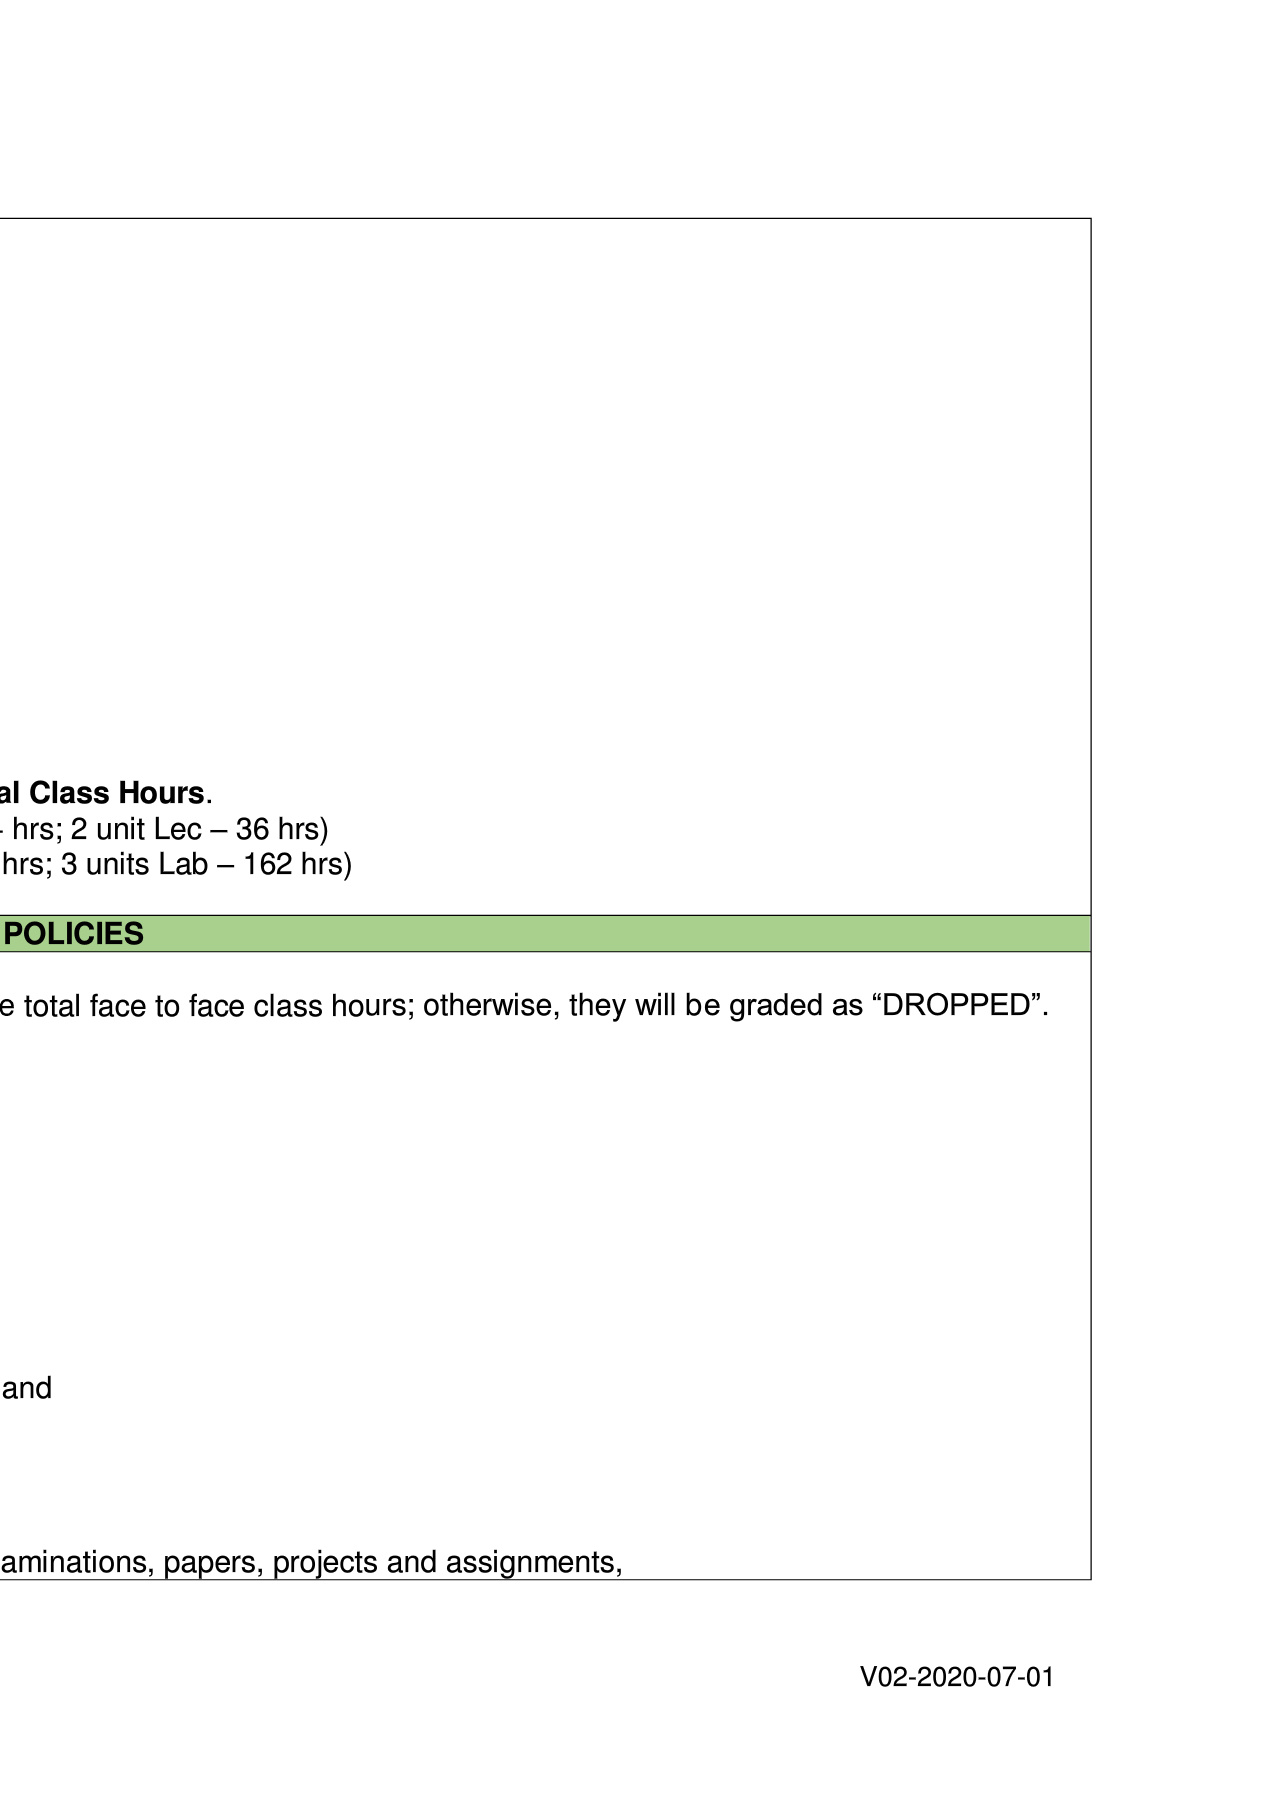 al Class Hours.
hrs; 2 unit Lec – 36 hrs)
hrs; 3 units Lab – 162 hrs)
POLICIES
e total face to face class hours; otherwise, they will be graded as “DROPPED”.
and
aminations, papers, projects and assignments,
V02-2020-07-01